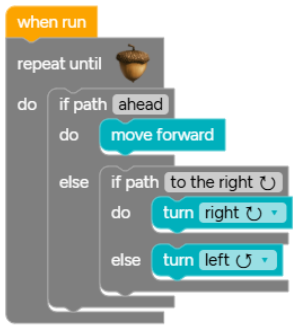 when run
repeat until
do if path ahead
do move forward
else if path to the right ↻
do turn right ↻ ▾
else turn left ↺ ▾